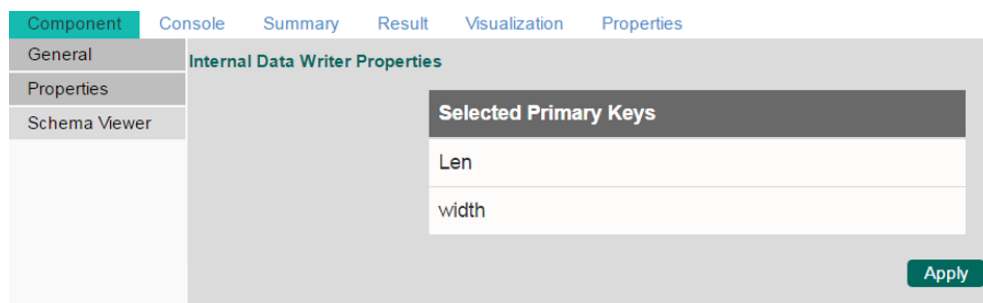 Component Console Summary Result Visualization Properties
General
Internal Data Writer Properties
Properties
Selected Primary Keys
Schema Viewer
Len
width
Apply